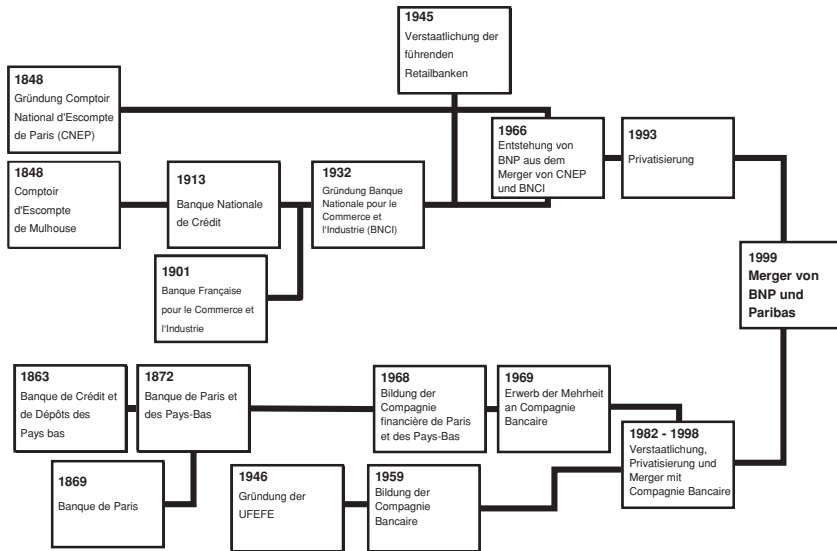 1945
Verstaatlichung der
führenden
Retailbanken
1848
Gründung Comptoir
National d'Escompte
de Paris (CNEP)
1966
Entstehung von
BNP aus dem
Merger von CNEP
und BNCI
1993
Privatisierung
1848
Comptoir
d'Escompte
de Mulhouse
1913
Banque Nationale
de Crédit
1932
Gründung Banque
Nationale pour le
Commerce et
l'Industrie (BNCI)
1901
Banque Française
pour le Commerce et
l'Industrie
1999
Merger von
BNP und
Paribas
1863
Banque de Crédit et
de Dépôts des
Pays bas
1872
Banque de Paris et
des Pays-Bas
1968
Bildung der
Compagnie
financière de Paris
et des Pays-Bas
1969
Erwerb der Mehrheit
an Compagnie
Bancaire
1982 - 1998
Verstaatlichung,
Privatisierung und
Merger mit
Compagnie Bancaire
1869
Banque de Paris
1946
Gründung der
UFEFE
1959
Bildung der
Compagnie
Bancaire